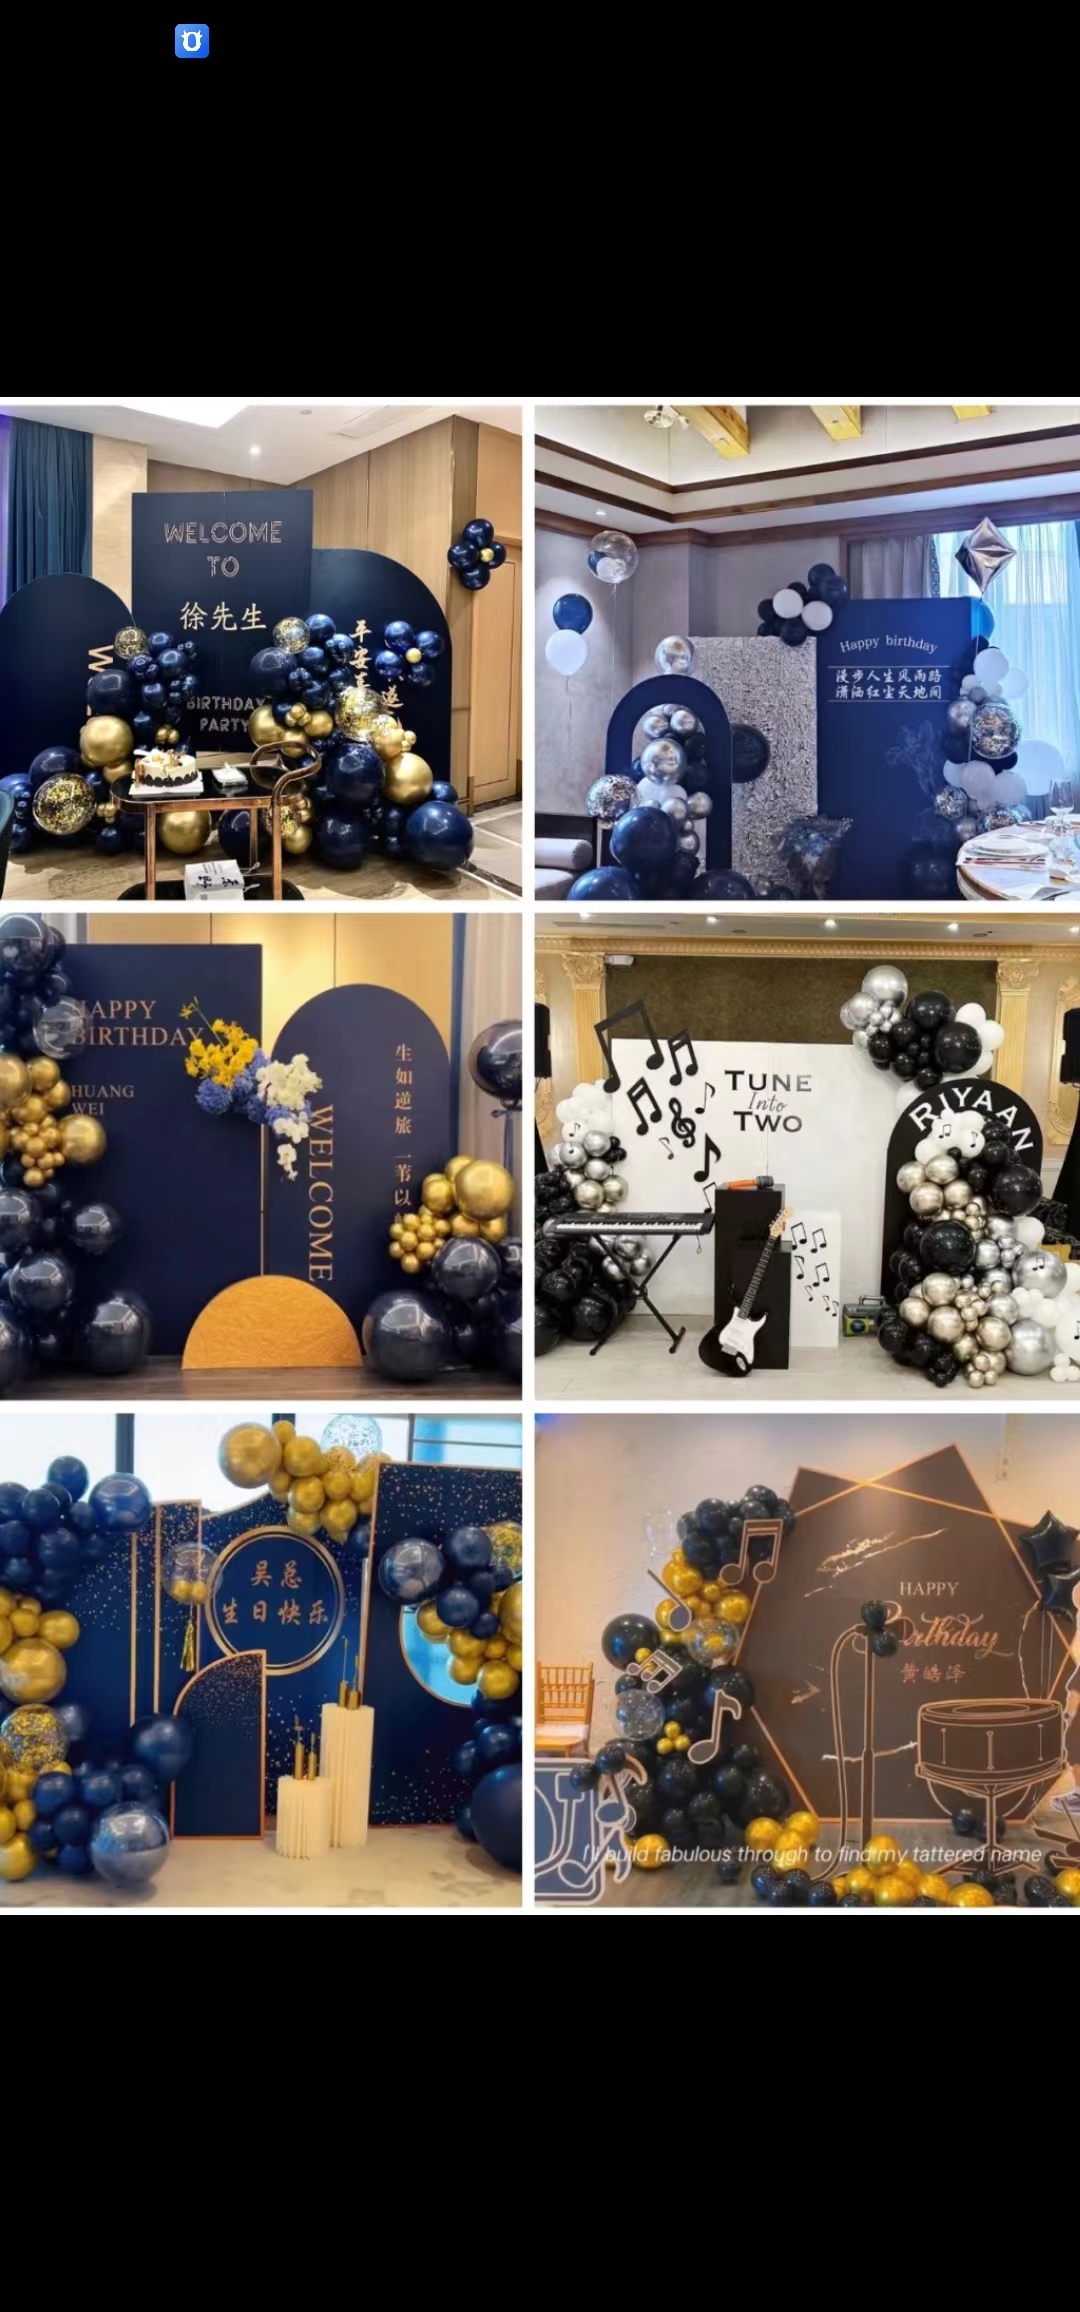 WELCOME
TO
徐先生
BIRTHDAY
PARTY
平安
Happy birthday
漫步人生风雨路
潇洒红尘天地间
HAPPY
BIRTHDAY
HUANG
WEI
WELCOME
生如逆旅 一苇以
TUNE
Into
TWO
RIYAAN
吴总
生日快乐
HAPPY
Birthday
黄皓泽
build fabulous through to find my tattered name